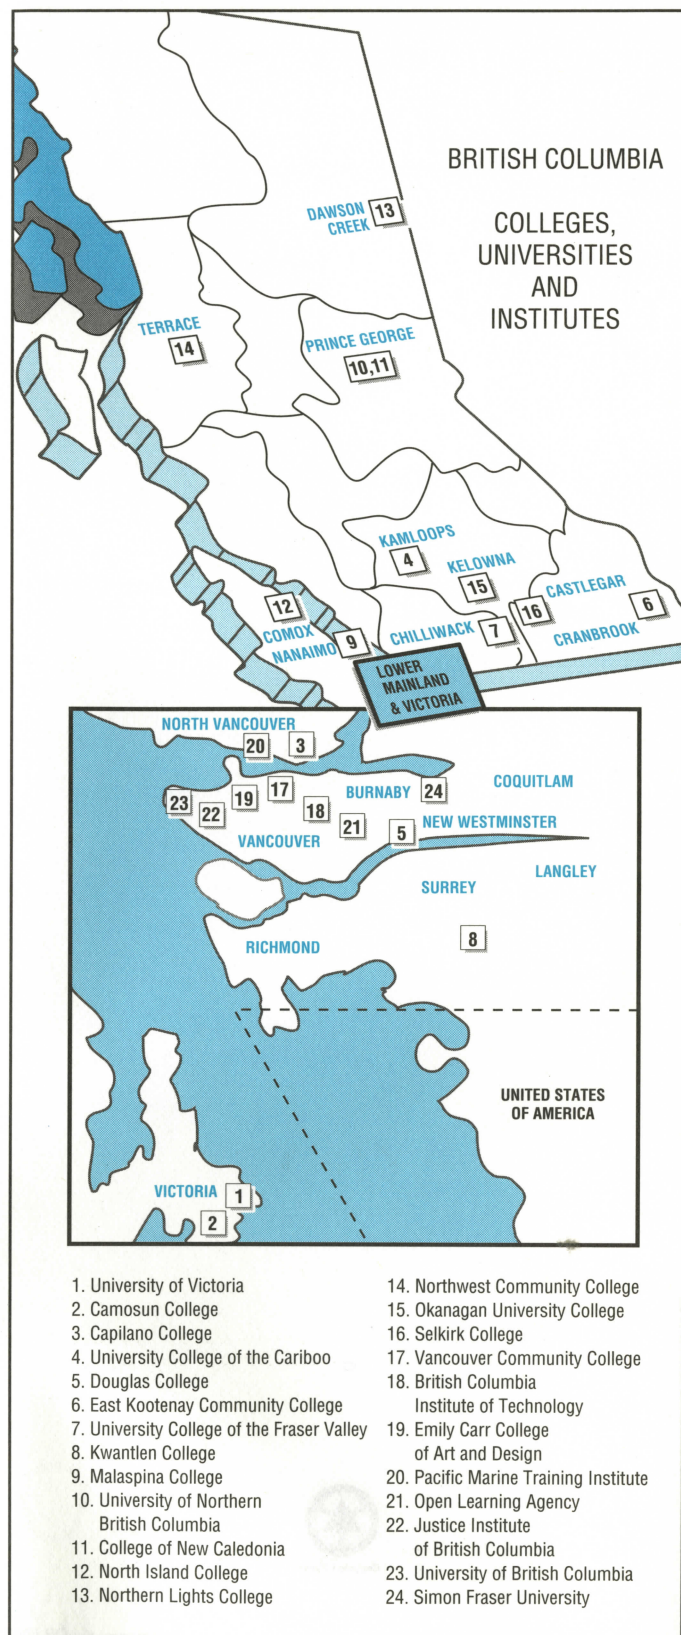 BRITISH COLUMBIA
COLLEGES,
UNIVERSITIES
AND
INSTITUTES
DAWSON
CREEK
13
TERRACE
14
PRINCE GEORGE
10,11
KAMLOOPS
4
KELOWNA
15
CASTLEGAR
16
6
CRANBROOK
12
COMOX
NANAIMO
9
CHILLIWACK
7
LOWER
MAINLAND
& VICTORIA
NORTH VANCOUVER
20
3
COQUITLAM
BURNABY
24
23
22
19
17
18
21
5
NEW WESTMINSTER
VANCOUVER
LANGLEY
SURREY
RICHMOND
8
UNITED STATES
OF AMERICA
VICTORIA
1
2
1. University of Victoria
2. Camosun College
3. Capilano College
4. University College of the Cariboo
5. Douglas College
6. East Kootenay Community College
7. University College of the Fraser Valley
8. Kwantlen College
9. Malaspina College
10. University of Northern
British Columbia
11. College of New Caledonia
12. North Island College
13. Northern Lights College
14. Northwest Community College
15. Okanagan University College
16. Selkirk College
17. Vancouver Community College
18. British Columbia
Institute of Technology
19. Emily Carr College
of Art and Design
20. Pacific Marine Training Institute
21. Open Learning Agency
22. Justice Institute
of British Columbia
23. University of British Columbia
24. Simon Fraser University